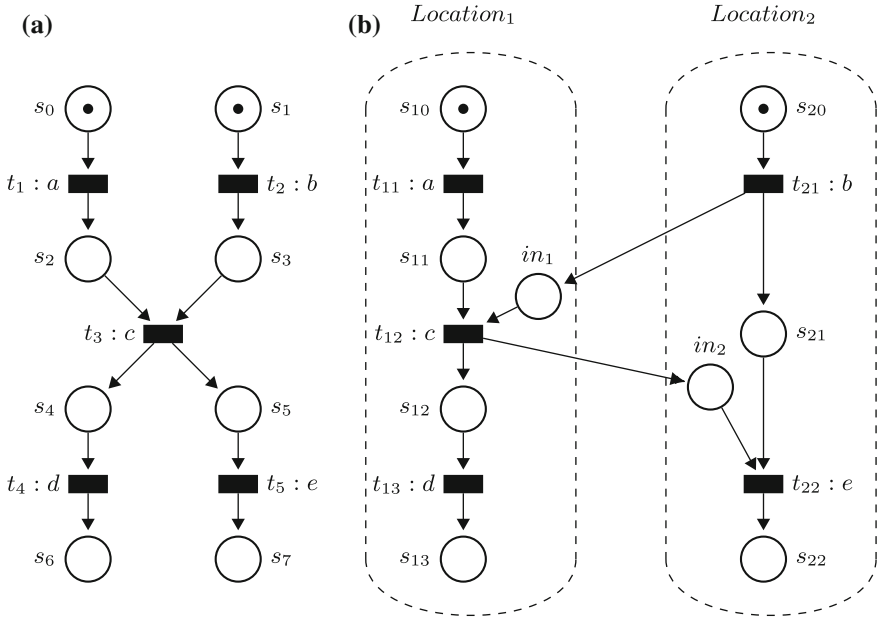 (a)
s₀
s₁
t₁ : a
t₂ : b
s₂
s₃
t₃ : c
s₄
s₅
t₄ : d
t₅ : e
s₆
s₇
(b)
Location₁
Location₂
s₁₀
s₂₀
t₁₁ : a
t₂₁ : b
s₁₁
in₁
t₁₂ : c
s₂₁
in₂
s₁₂
t₁₃ : d
t₂₂ : e
s₁₃
s₂₂